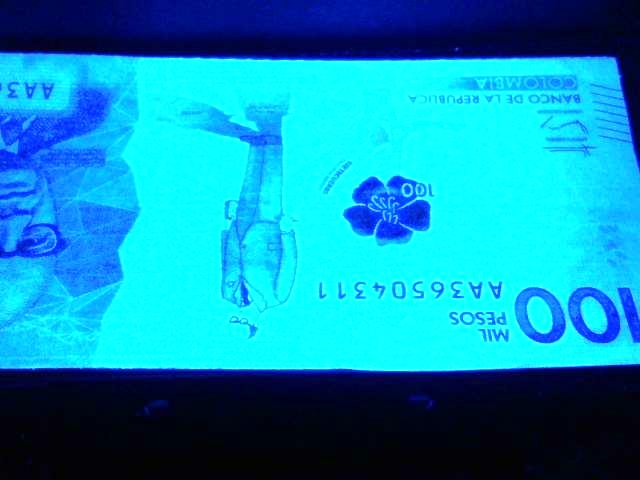 100
MIL
PESOS
AA36504311
100
BANCO DE LA REPUBLICA
COLOMBIA